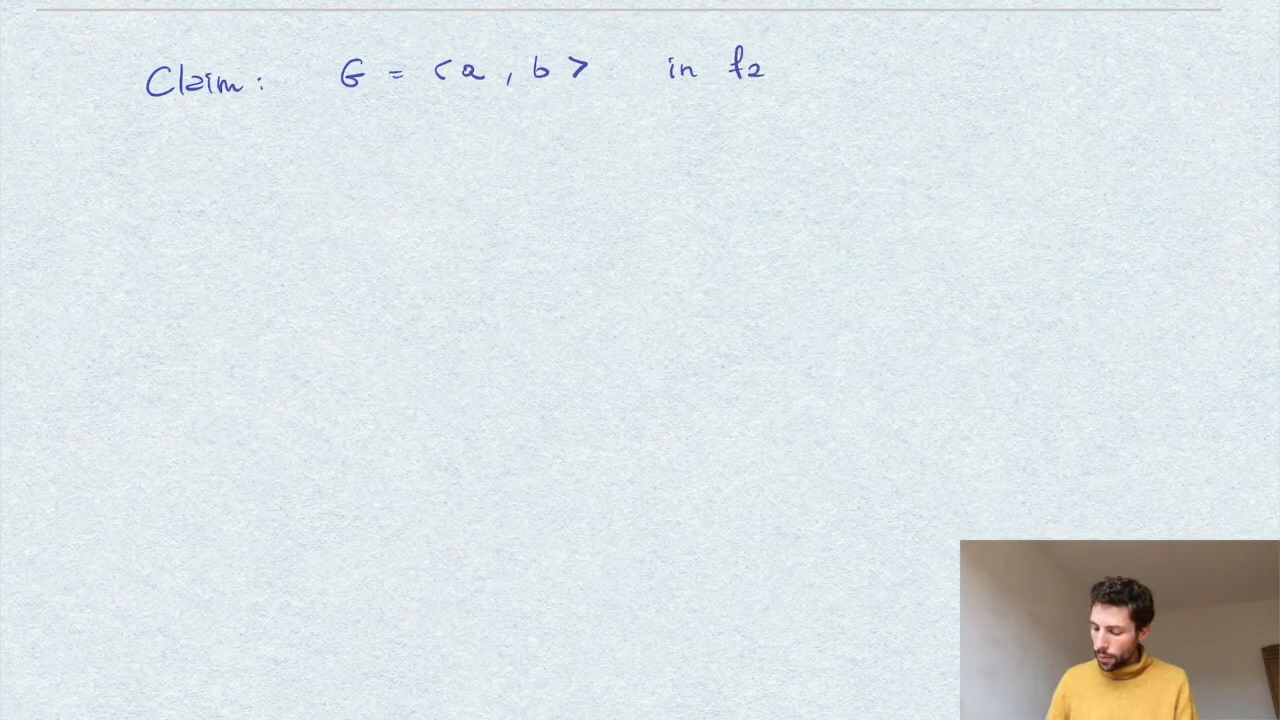 Claim: G = <a, b> in f2